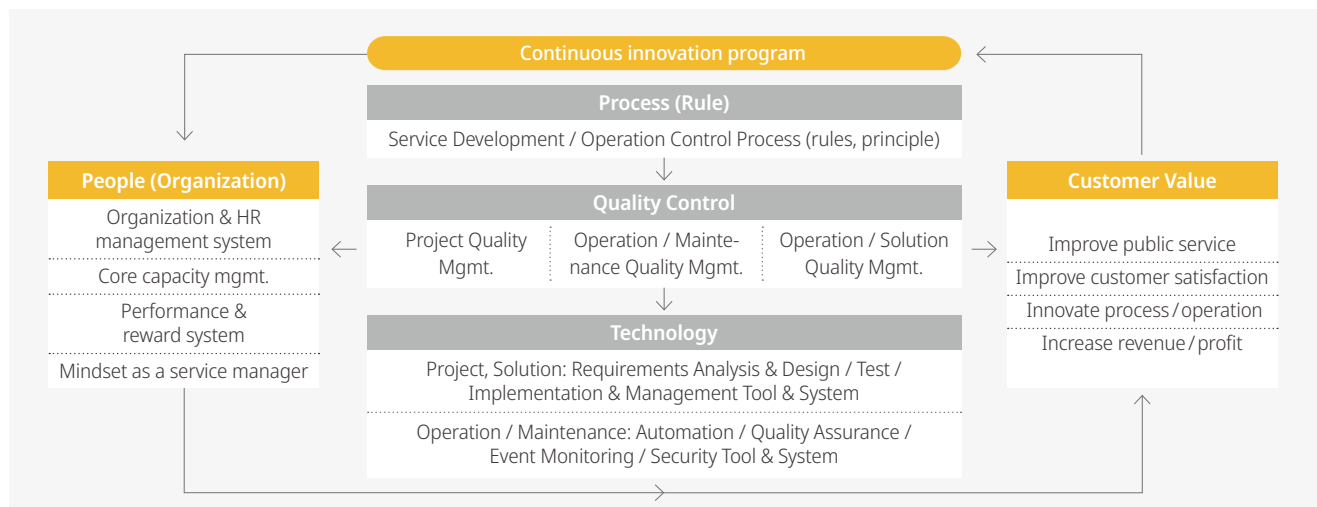 Continuous innovation program
Process (Rule)
Service Development / Operation Control Process (rules, principle)
People (Organization)
Organization & HR
management system
Core capacity mgmt.
Performance &
reward system
Mindset as a service manager
Quality Control
Project Quality
Mgmt.
Operation / Mainte-
nance Quality Mgmt.
Operation / Solution
Quality Mgmt.
Technology
Project, Solution: Requirements Analysis & Design / Test /
Implementation & Management Tool & System
Operation / Maintenance: Automation / Quality Assurance /
Event Monitoring / Security Tool & System
Customer Value
Improve public service
Improve customer satisfaction
Innovate process / operation
Increase revenue / profit